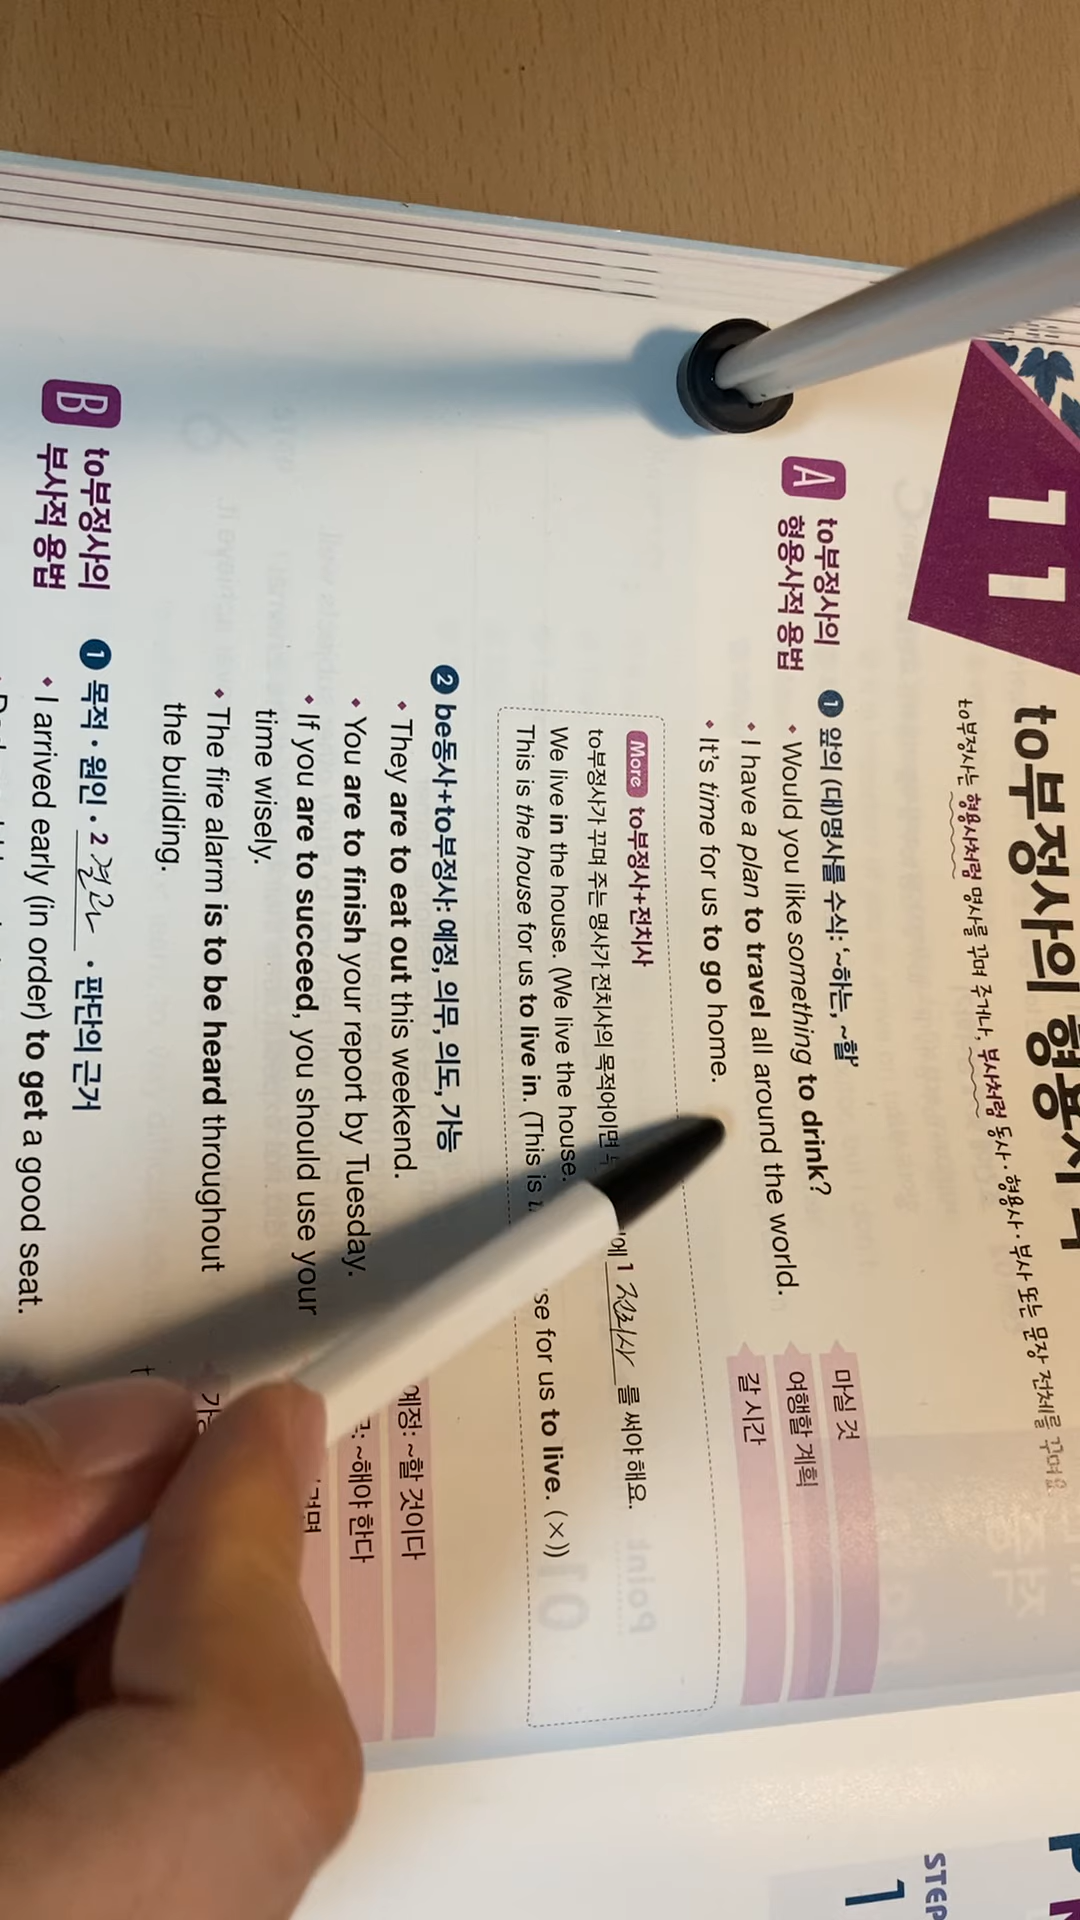 11
to부정사의 형용사적
to부정사는 형용사처럼 명사를 꾸며 주거나, 부사처럼 동사·형용사·부사 또는 문장 전체를 꾸며요.
A to부정사의
형용사적 용법
1 앞의 (대)명사를 수식: ‘~하는, ~할’
• Would you like something to drink?
마실 것
• I have a plan to travel all around the world.
여행할 계획
• It's time for us to go home.
갈 시간
More to부정사+전치사
to부정사가 꾸며 주는 명사가 전치사의 목적어이면 에 1 전치사 를 써야 해요.
We live in the house. (We live the house.
This is the house for us to live in. (This is se for us to live. (×))
2 be동사+to부정사: 예정, 의무, 의도, 가능
• They are to eat out this weekend.
예정: ~할 것이다
• You are to finish your report by Tuesday.
~해야 한다
• If you are to succeed, you should use your
time wisely.
• The fire alarm is to be heard throughout
the building.
B to부정사의
부사적 용법
1 목적·원인·2 결과 ·판단의 근거
• I arrived early (in order) to get a good seat.
STEP
1